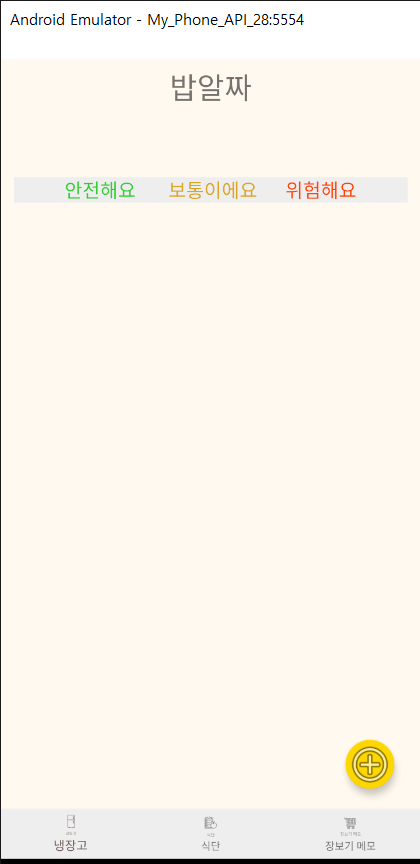 Android Emulator - My_Phone_API_28:5554
밥알짜
안전해요 보통이에요 위험해요
냉장고 식단 장보기 메모